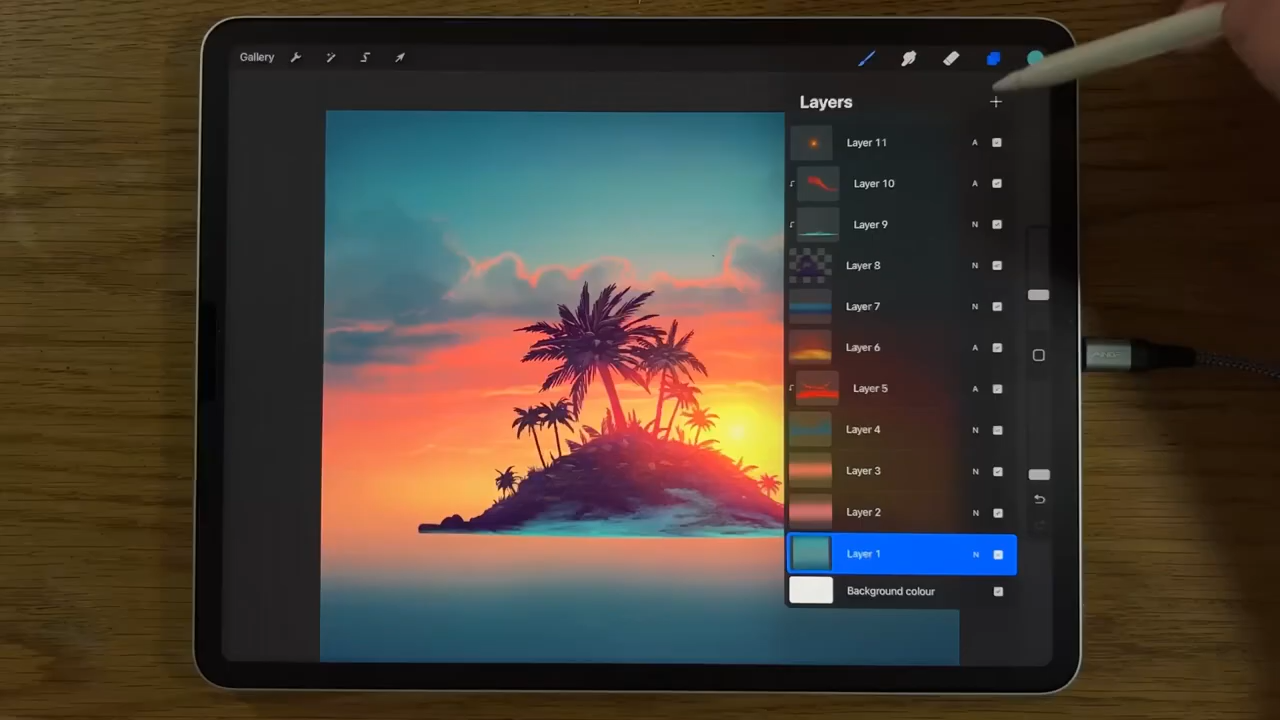 Gallery
Layers
Layer 11 A
Layer 10 A
Layer 9 N
Layer 8 N
Layer 7 N
Layer 6 A
Layer 5 A
Layer 4 N
Layer 3 N
Layer 2 N
Layer 1 N
Background colour